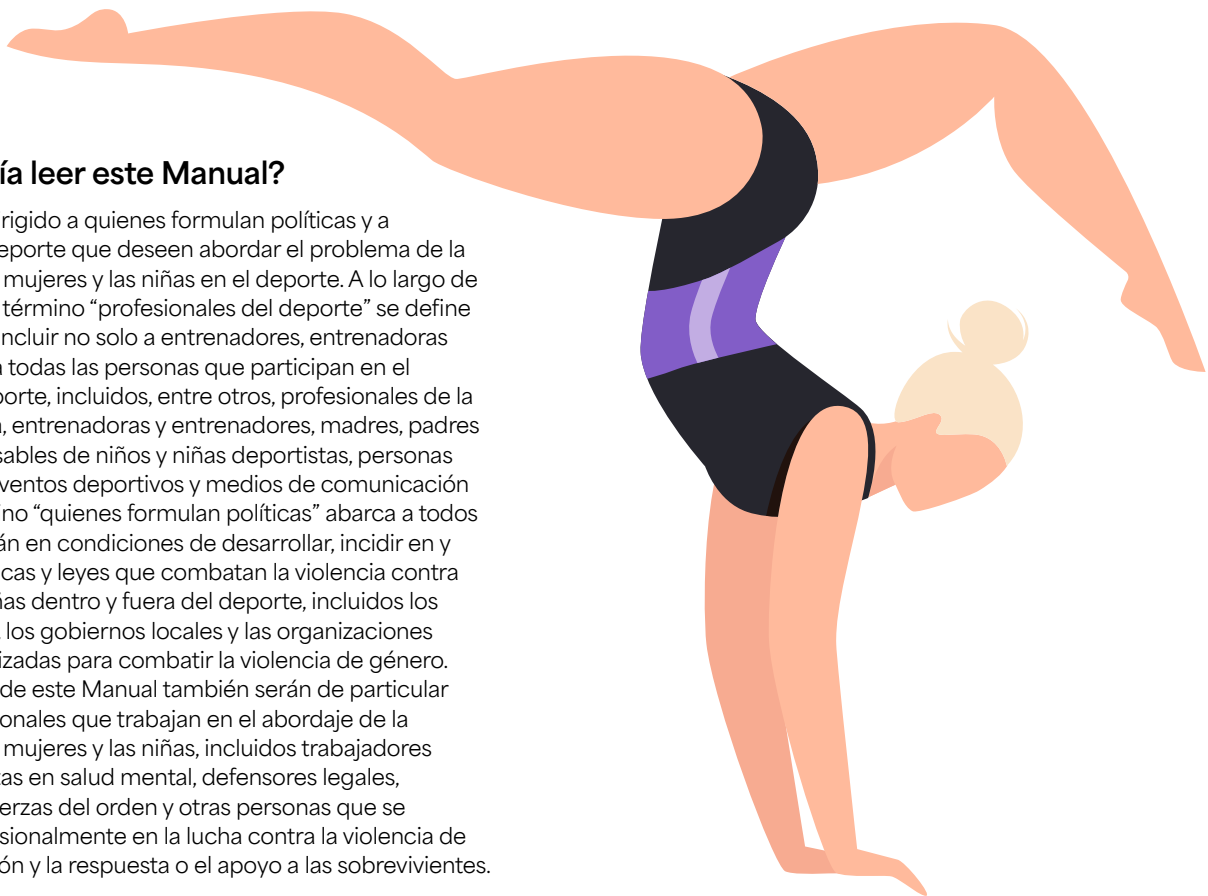 ía leer este Manual?
rigido a quienes formulan políticas y a
eporte que deseen abordar el problema de la
mujeres y las niñas en el deporte. A lo largo de
término “profesionales del deporte” se define
ncluir no solo a entrenadores, entrenadoras
a todas las personas que participan en el
porte, incluidos, entre otros, profesionales de la
, entrenadoras y entrenadores, madres, padres
sables de niños y niñas deportistas, personas
ventos deportivos y medios de comunicación
ino “quienes formulan políticas” abarca a todos
án en condiciones de desarrollar, incidir en y
icas y leyes que combatan la violencia contra
ñas dentro y fuera del deporte, incluidos los
los gobiernos locales y las organizaciones
izadas para combatir la violencia de género.
de este Manual también serán de particular
onales que trabajan en el abordaje de la
mujeres y las niñas, incluidos trabajadores
tas en salud mental, defensores legales,
erzas del orden y otras personas que se
sionalmente en la lucha contra la violencia de
ón y la respuesta o el apoyo a las sobrevivientes.